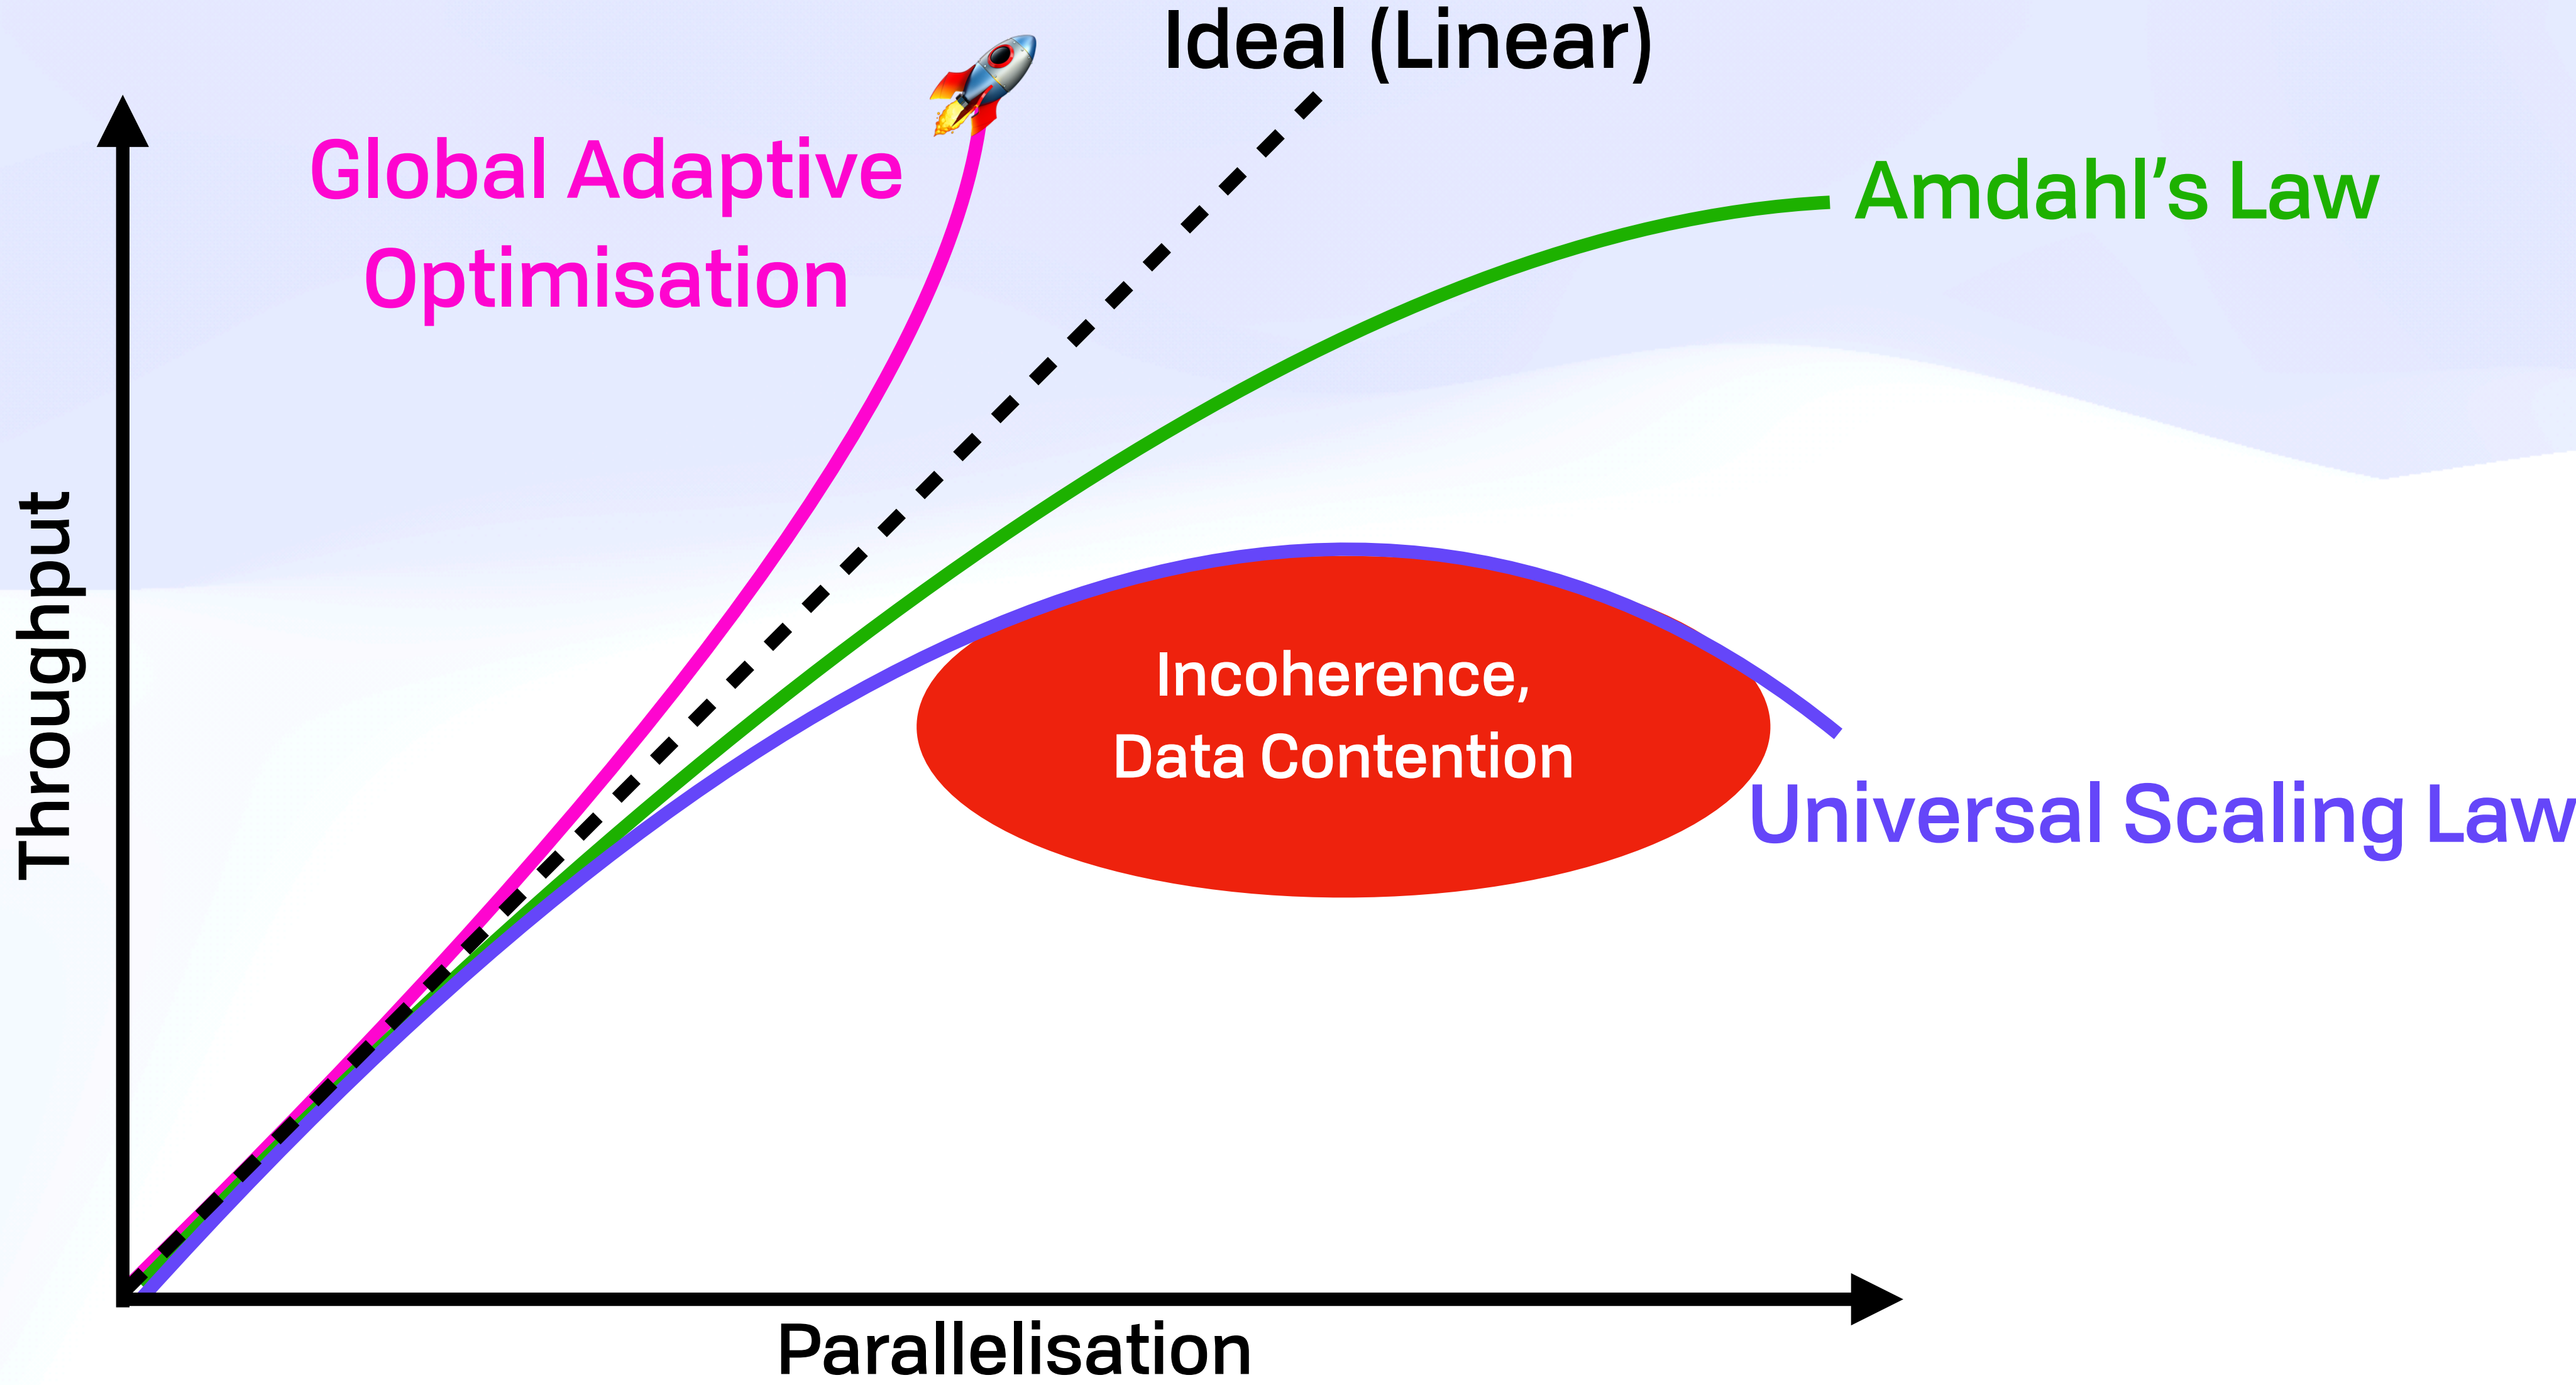 Ideal (Linear)
Global Adaptive
Optimisation
Amdahl’s Law
Throughput
Incoherence,
Data Contention
Universal Scaling Law
Parallelisation